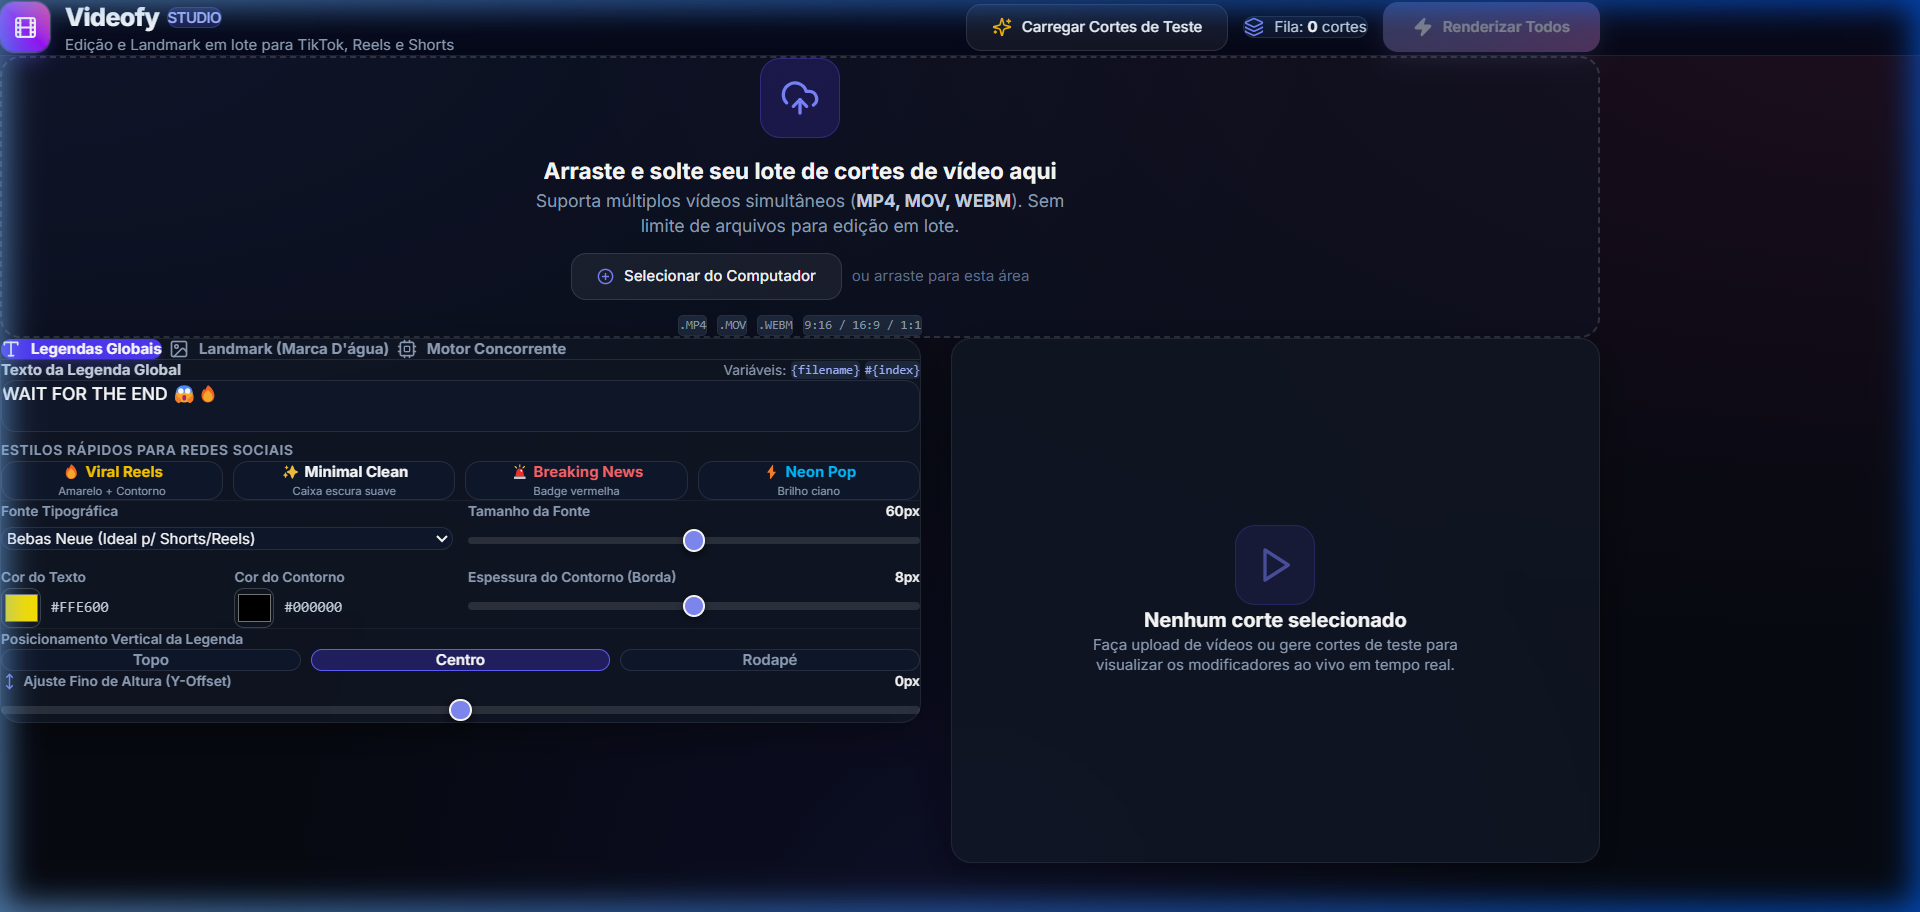 Videofy STUDIO
Edição e Landmark em lote para TikTok, Reels e Shorts
Carregar Cortes de Teste
Fila: 0 cortes
Renderizar Todos
Arraste e solte seu lote de cortes de vídeo aqui
Suporta múltiplos vídeos simultâneos (MP4, MOV, WEBM). Sem
limite de arquivos para edição em lote.
Selecionar do Computador
ou arraste para esta área
.MP4 .MOV .WEBM 9:16 / 16:9 / 1:1
Legendas Globais
Landmark (Marca D'água)
Motor Concorrente
Texto da Legenda Global
Variáveis: {filename} #{index}
WAIT FOR THE END 😱 🔥
ESTILOS RÁPIDOS PARA REDES SOCIAIS
🔥 Viral Reels
Amarelo + Contorno
✨ Minimal Clean
Caixa escura suave
🚨 Breaking News
Badge vermelha
⚡ Neon Pop
Brilho ciano
Fonte Tipográfica
Bebas Neue (Ideal p/ Shorts/Reels)
Tamanho da Fonte
60px
Cor do Texto
#FFE600
Cor do Contorno
#000000
Espessura do Contorno (Borda)
8px
Posicionamento Vertical da Legenda
Topo
Centro
Rodapé
Ajuste Fino de Altura (Y-Offset)
0px
Nenhum corte selecionado
Faça upload de vídeos ou gere cortes de teste para
visualizar os modificadores ao vivo em tempo real.